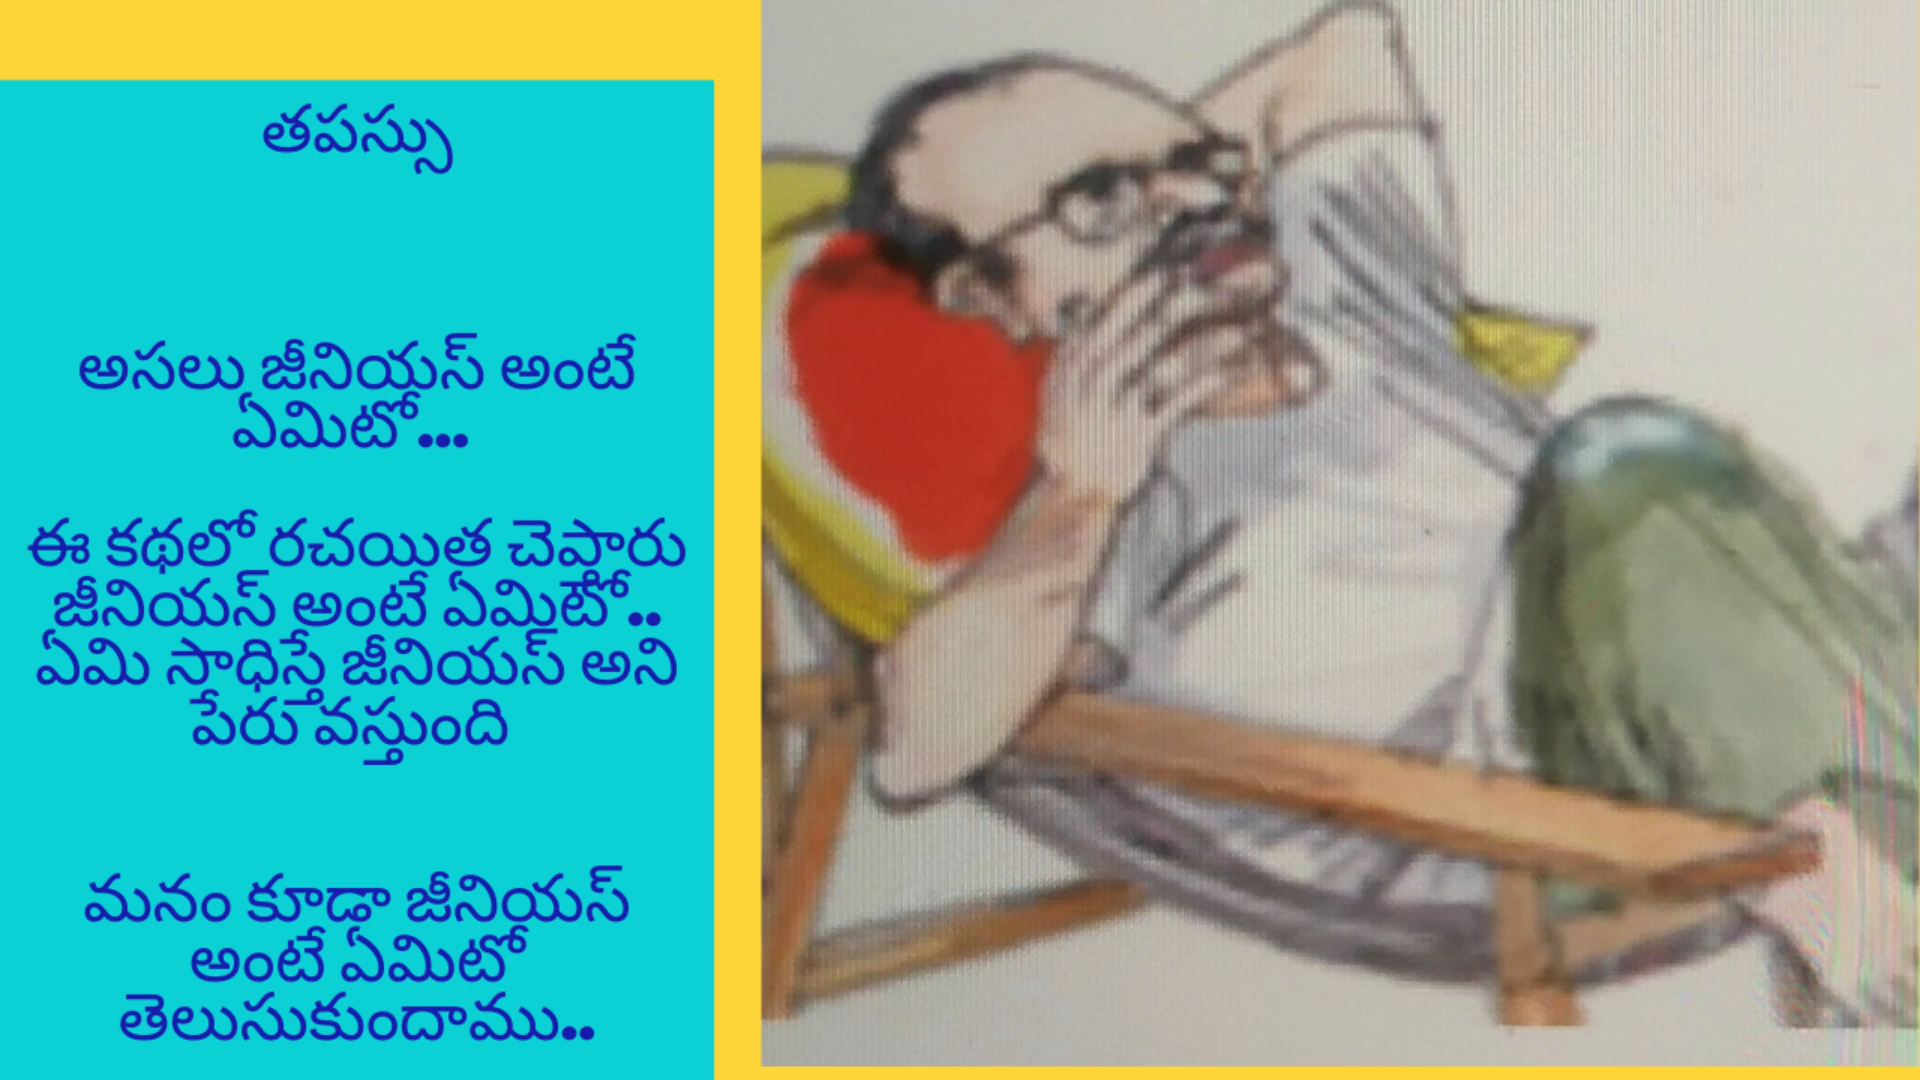 తపస్సు
అసలు జీనియస్ అంటే
ఏమిటో...
ఈ కథలో రచయిత చెప్తారు
జీనియస్ అంటే ఏమిటో..
ఏమి సాధిస్తే జీనియస్ అని
పేరు వస్తుంది
మనం కూడా జీనియస్
అంటే ఏమిటో
తెలుసుకుందాము..